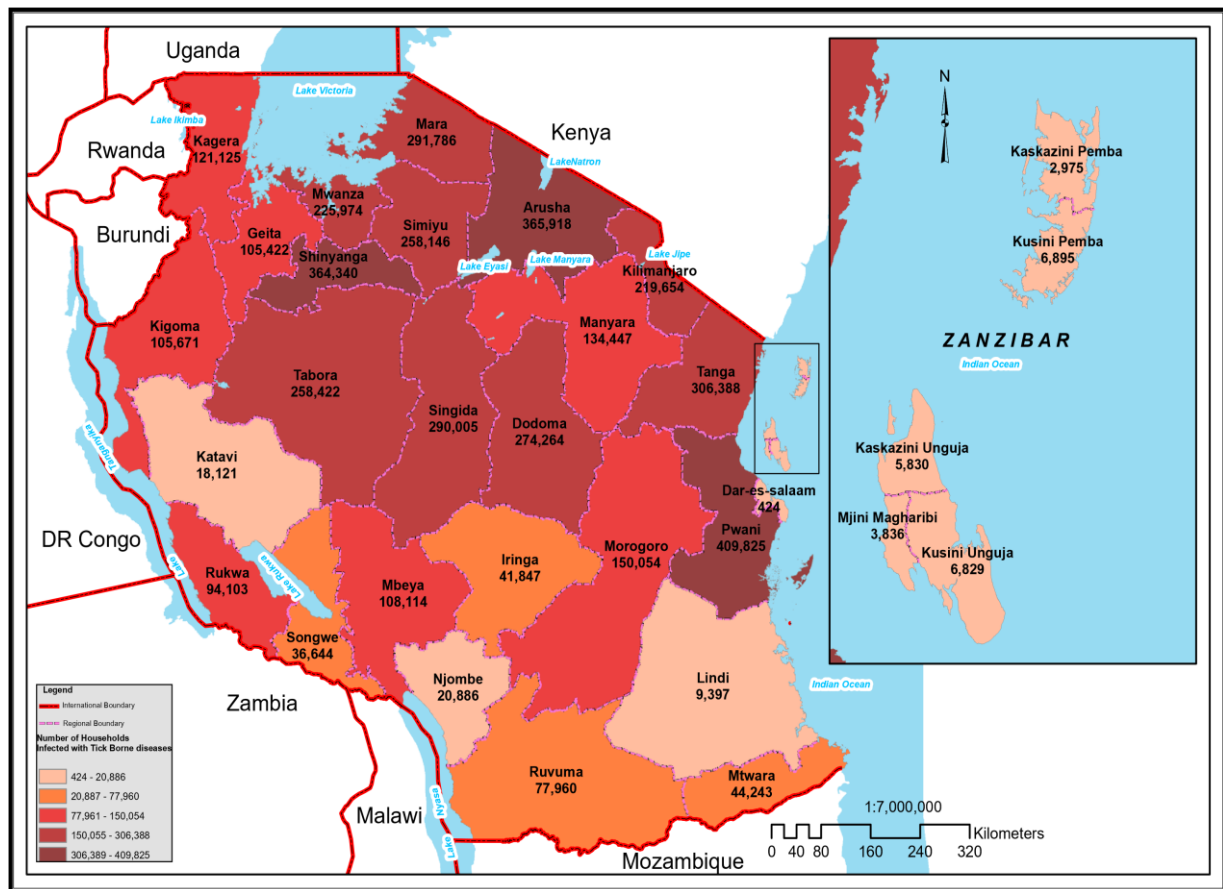 Uganda
Lake Victoria
Lake Ikimba
Kagera
121,125
Mara
291,786
Kenya
Rwanda
LakeNatron
Mwanza
225,974
Arusha
365,918
Burundi
Geita
105,422
Simiyu
258,146
Shinyanga
364,340
Lake Eyasi
Lake Manyara
Lake Jipe
Kilimanjaro
219,654
Kigoma
105,671
Manyara
134,447
Tabora
258,422
Singida
290,005
Dodoma
274,264
Tanga
306,388
Katavi
18,121
Lake Tanganyika
Dar-es-salaam
424
Pwani
409,825
DR Congo
Rukwa
94,103
Lake Rukwa
Mbeya
108,114
Iringa
41,847
Morogoro
150,054
Songwe
36,644
Njombe
20,886
Lindi
9,397
Indian Ocean
Zambia
Ruvuma
77,960
Mtwara
44,243
Malawi
Lake Nyasa
Mozambique
N
Kaskazini Pemba
2,975
Kusini Pemba
6,895
ZANZIBAR
Indian Ocean
Kaskazini Unguja
5,830
Mjini Magharibi
3,836
Kusini Unguja
6,829
Legend
International Boundary
Regional Boundary
Number of Households
Infected with Tick Borne diseases
424 - 20,886
20,887 - 77,960
77,961 - 150,054
150,055 - 306,388
306,389 - 409,825
1:7,000,000
Kilometers
0 40 80 160 240 320